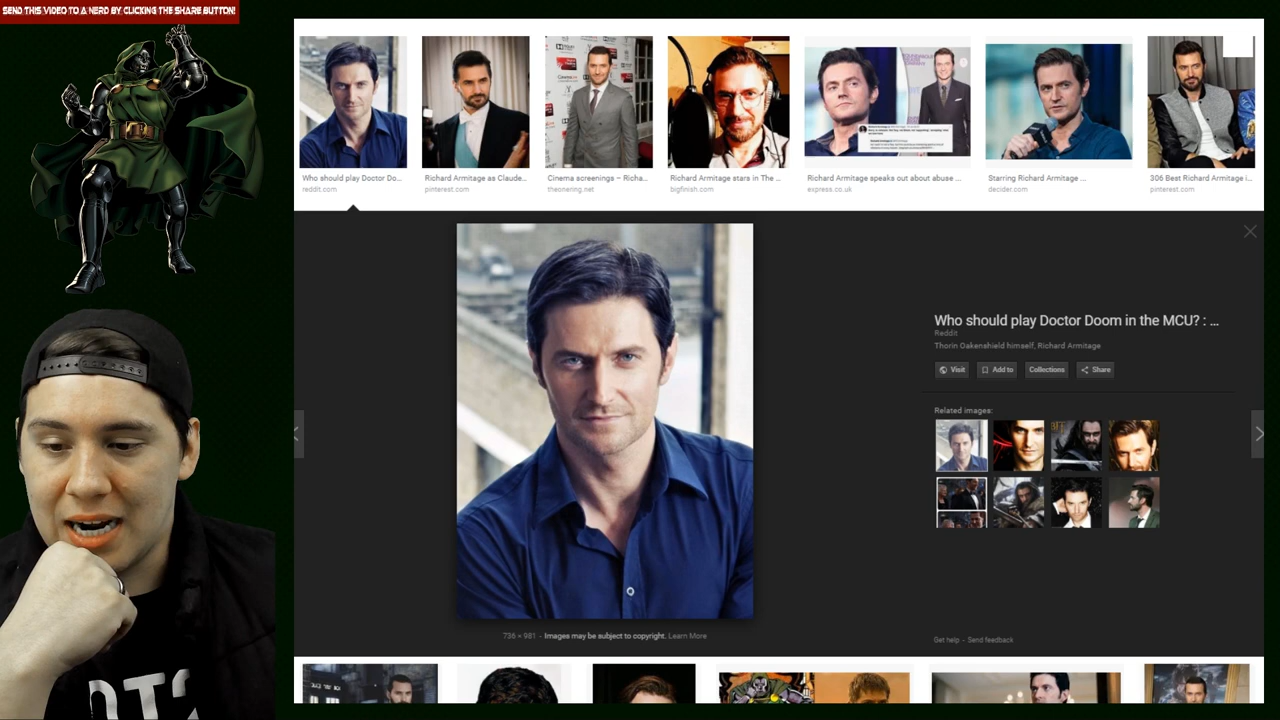 SEND THIS VIDEO TO A NERD BY CLICKING THE SHARE BUTTON!
Who should play Doctor Do...
reddit.com
Richard Armitage as Claude...
pinterest.com
Cinema screenings – Richa...
theonering.net
Richard Armitage stars in The ...
bigfinish.com
Richard Armitage speaks out about abuse ...
express.co.uk
Starring Richard Armitage ...
decider.com
306 Best Richard Armitage i...
pinterest.com
Who should play Doctor Doom in the MCU? : ...
Reddit
Thorin Oakenshield himself, Richard Armitage
Visit
Add to
Collections
Share
Related images:
736 × 981 - Images may be subject to copyright. Learn More
Get help - Send feedback